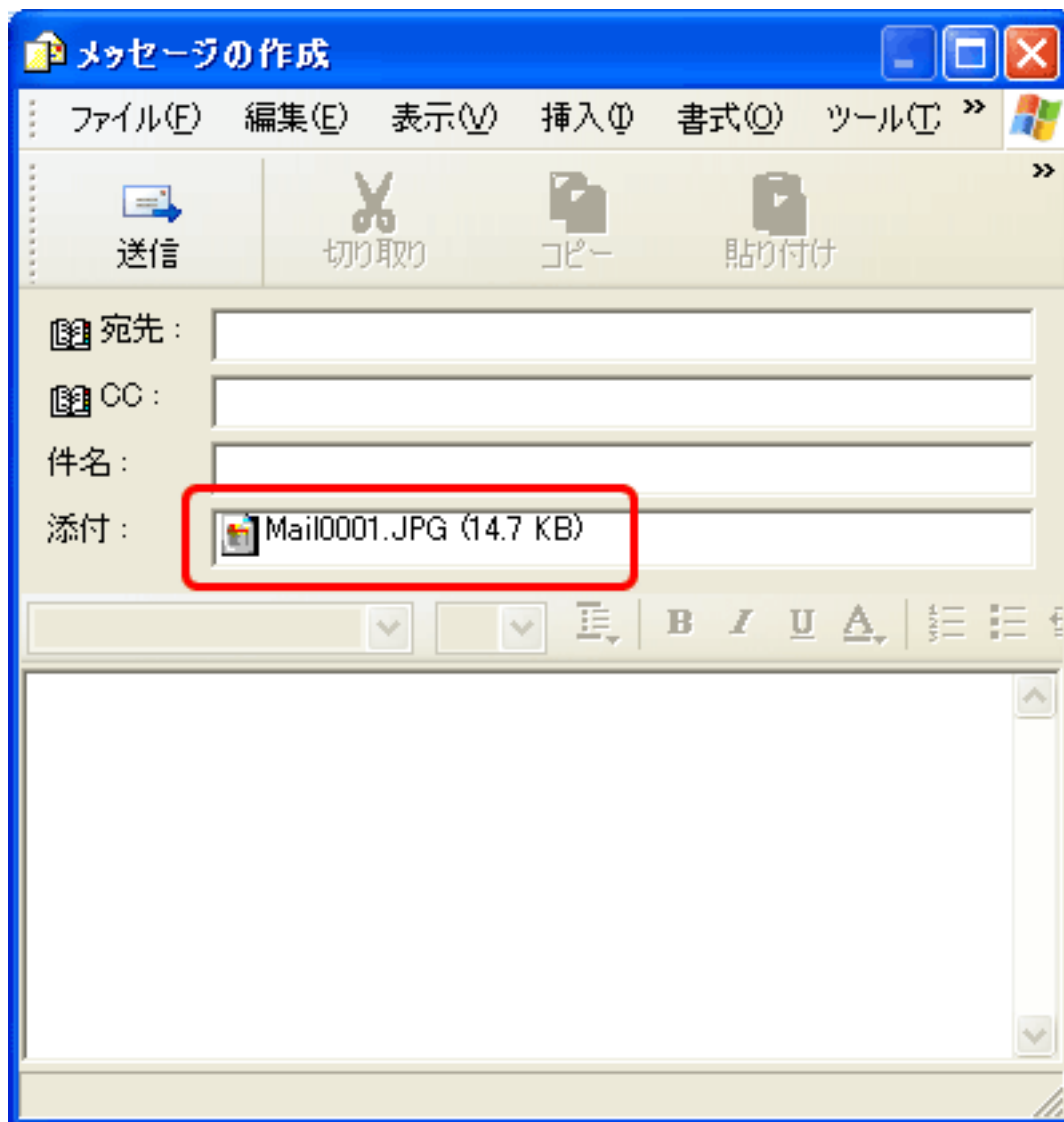 メッセージの作成
ファイル(F) 編集(E) 表示(V) 挿入(I) 書式(O) ツール(T) »
送信 切り取り コピー 貼り付け »
宛先:
CC:
件名:
添付: Mail0001.JPG (14.7 KB)
B I U A